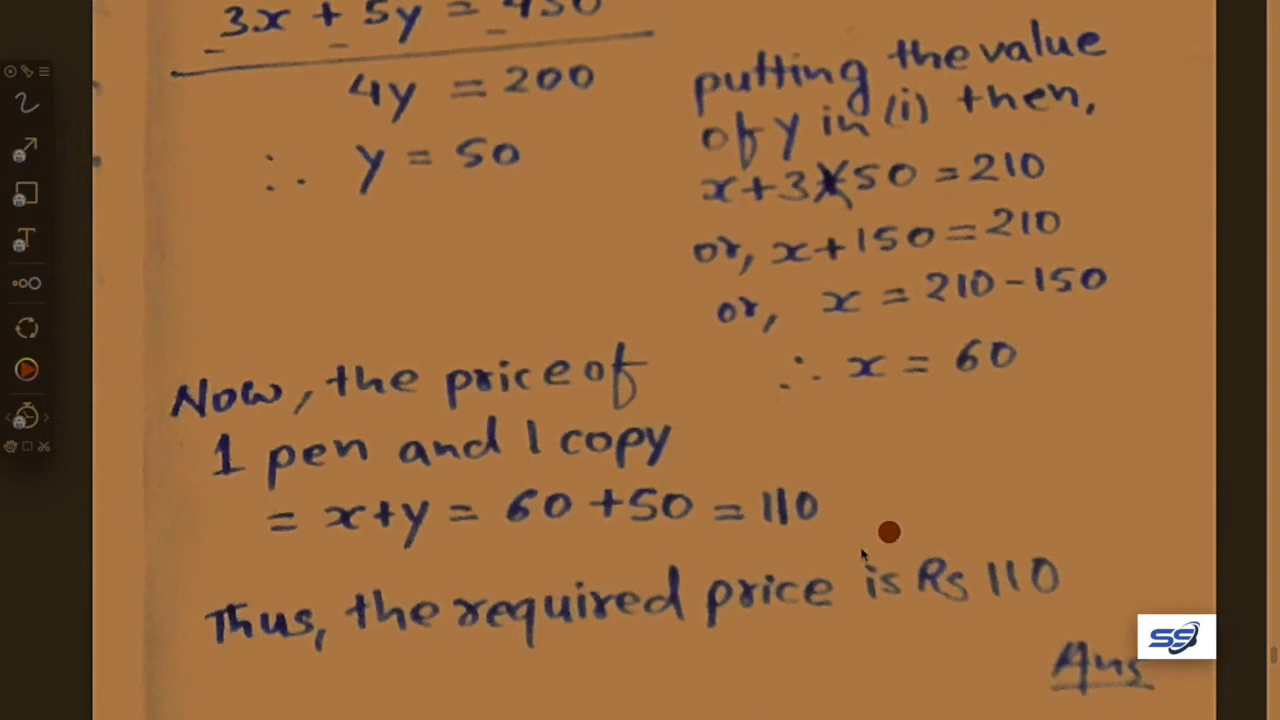 3x + 5y = 430
- - -
4y = 200
∴ y = 50
putting the value
of y in (i) then,
x+3×50 = 210
or, x+150 = 210
or, x = 210-150
∴ x = 60
Now, the price of
1 pen and 1 copy
= x+y = 60+50 = 110
Thus, the required price is Rs 110
Ans
SS